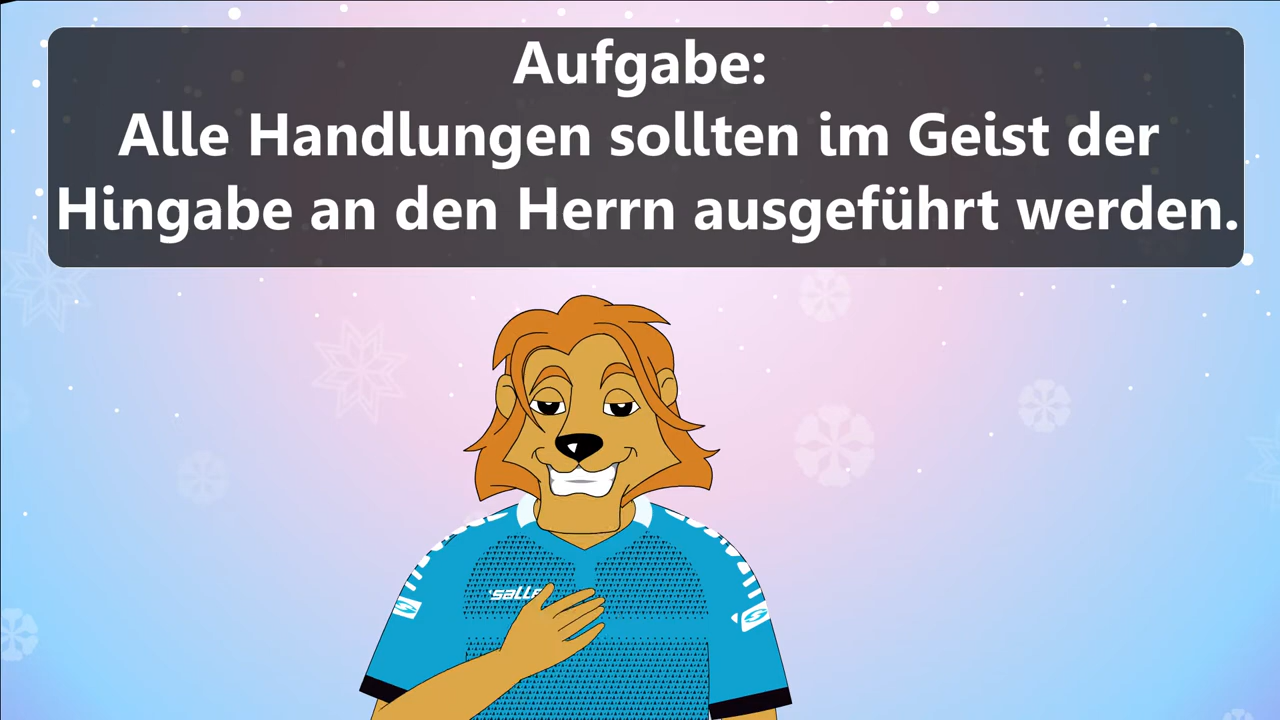 Aufgabe:
Alle Handlungen sollten im Geist der
Hingabe an den Herrn ausgeführt werden.